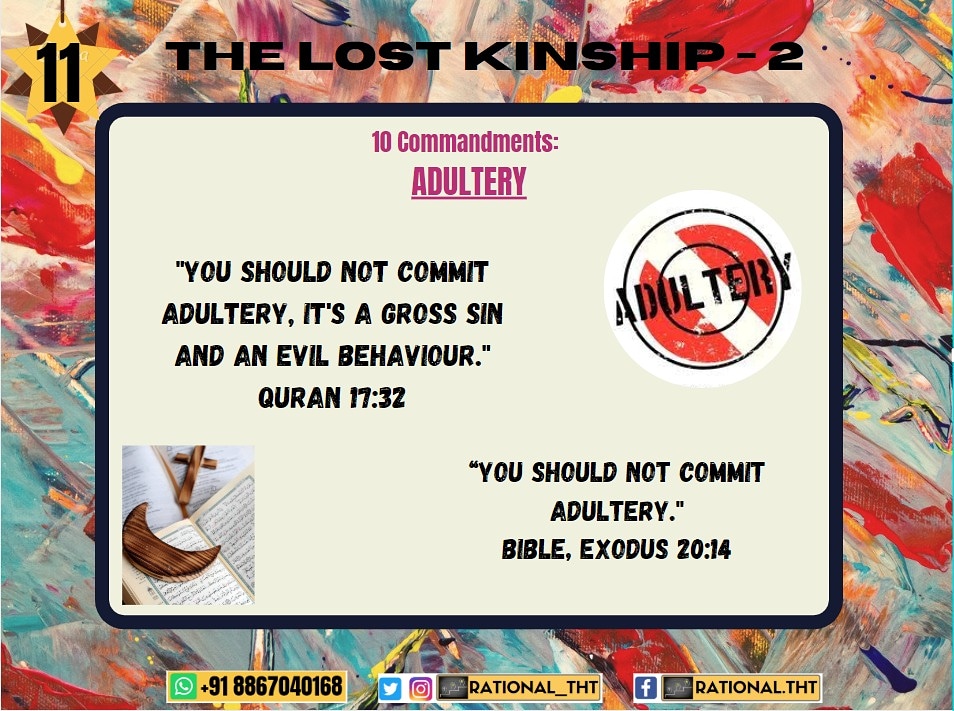 11
THE LOST KINSHIP - 2
10 Commandments:
ADULTERY
"YOU SHOULD NOT COMMIT
ADULTERY, IT'S A GROSS SIN
AND AN EVIL BEHAVIOUR."
QURAN 17:32
ADULTERY
“YOU SHOULD NOT COMMIT
ADULTERY."
BIBLE, EXODUS 20:14
+91 8867040168
RATIONAL_THT
RATIONAL.THT